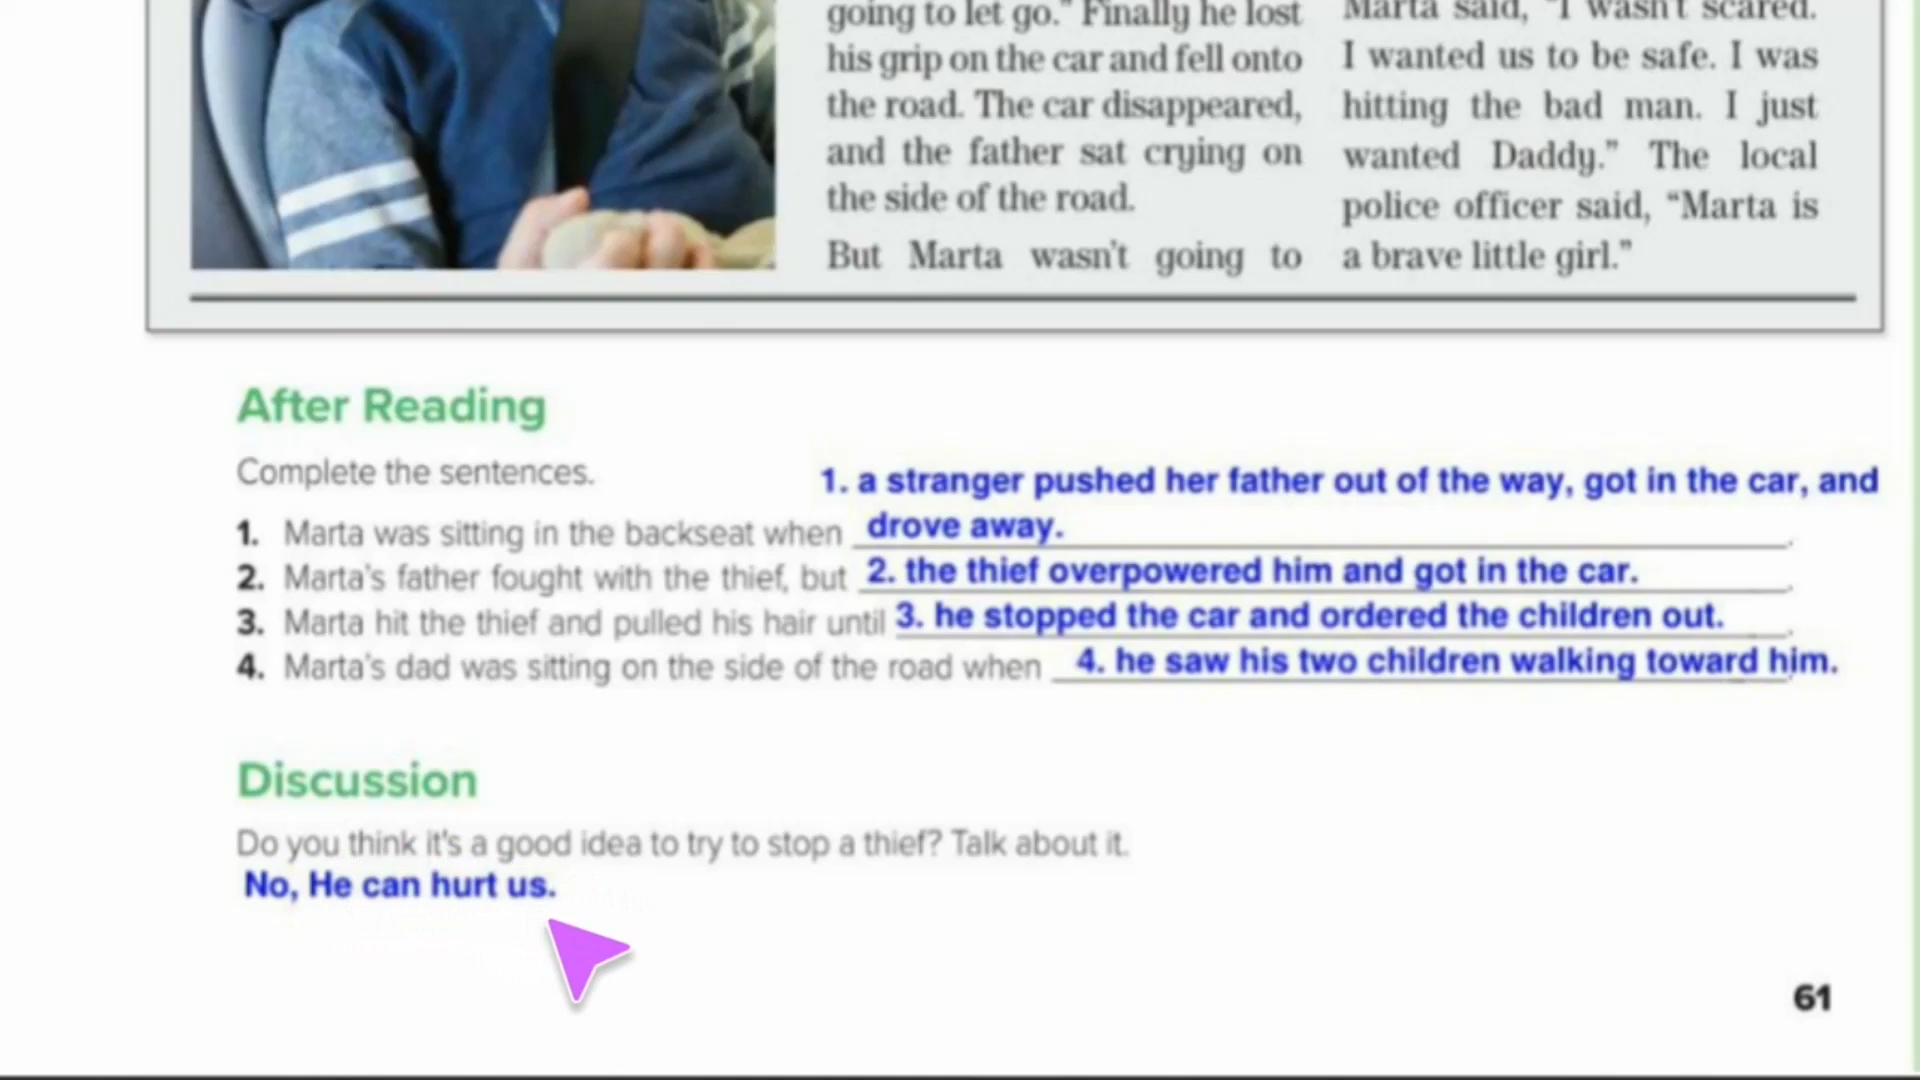 going to let go." Finally he lost
his grip on the car and fell onto
the road. The car disappeared,
and the father sat crying on
the side of the road.
But Marta wasn't going to
Marta said, "I wasn't scared.
I wanted us to be safe. I was
hitting the bad man. I just
wanted Daddy." The local
police officer said, "Marta is
a brave little girl."
After Reading
Complete the sentences.
1. a stranger pushed her father out of the way, got in the car, and
1. Marta was sitting in the backseat when drove away.
2. Marta's father fought with the thief, but 2. the thief overpowered him and got in the car.
3. Marta hit the thief and pulled his hair until 3. he stopped the car and ordered the children out.
4. Marta's dad was sitting on the side of the road when 4. he saw his two children walking toward him.
Discussion
Do you think it's a good idea to try to stop a thief? Talk about it.
No, He can hurt us.
61